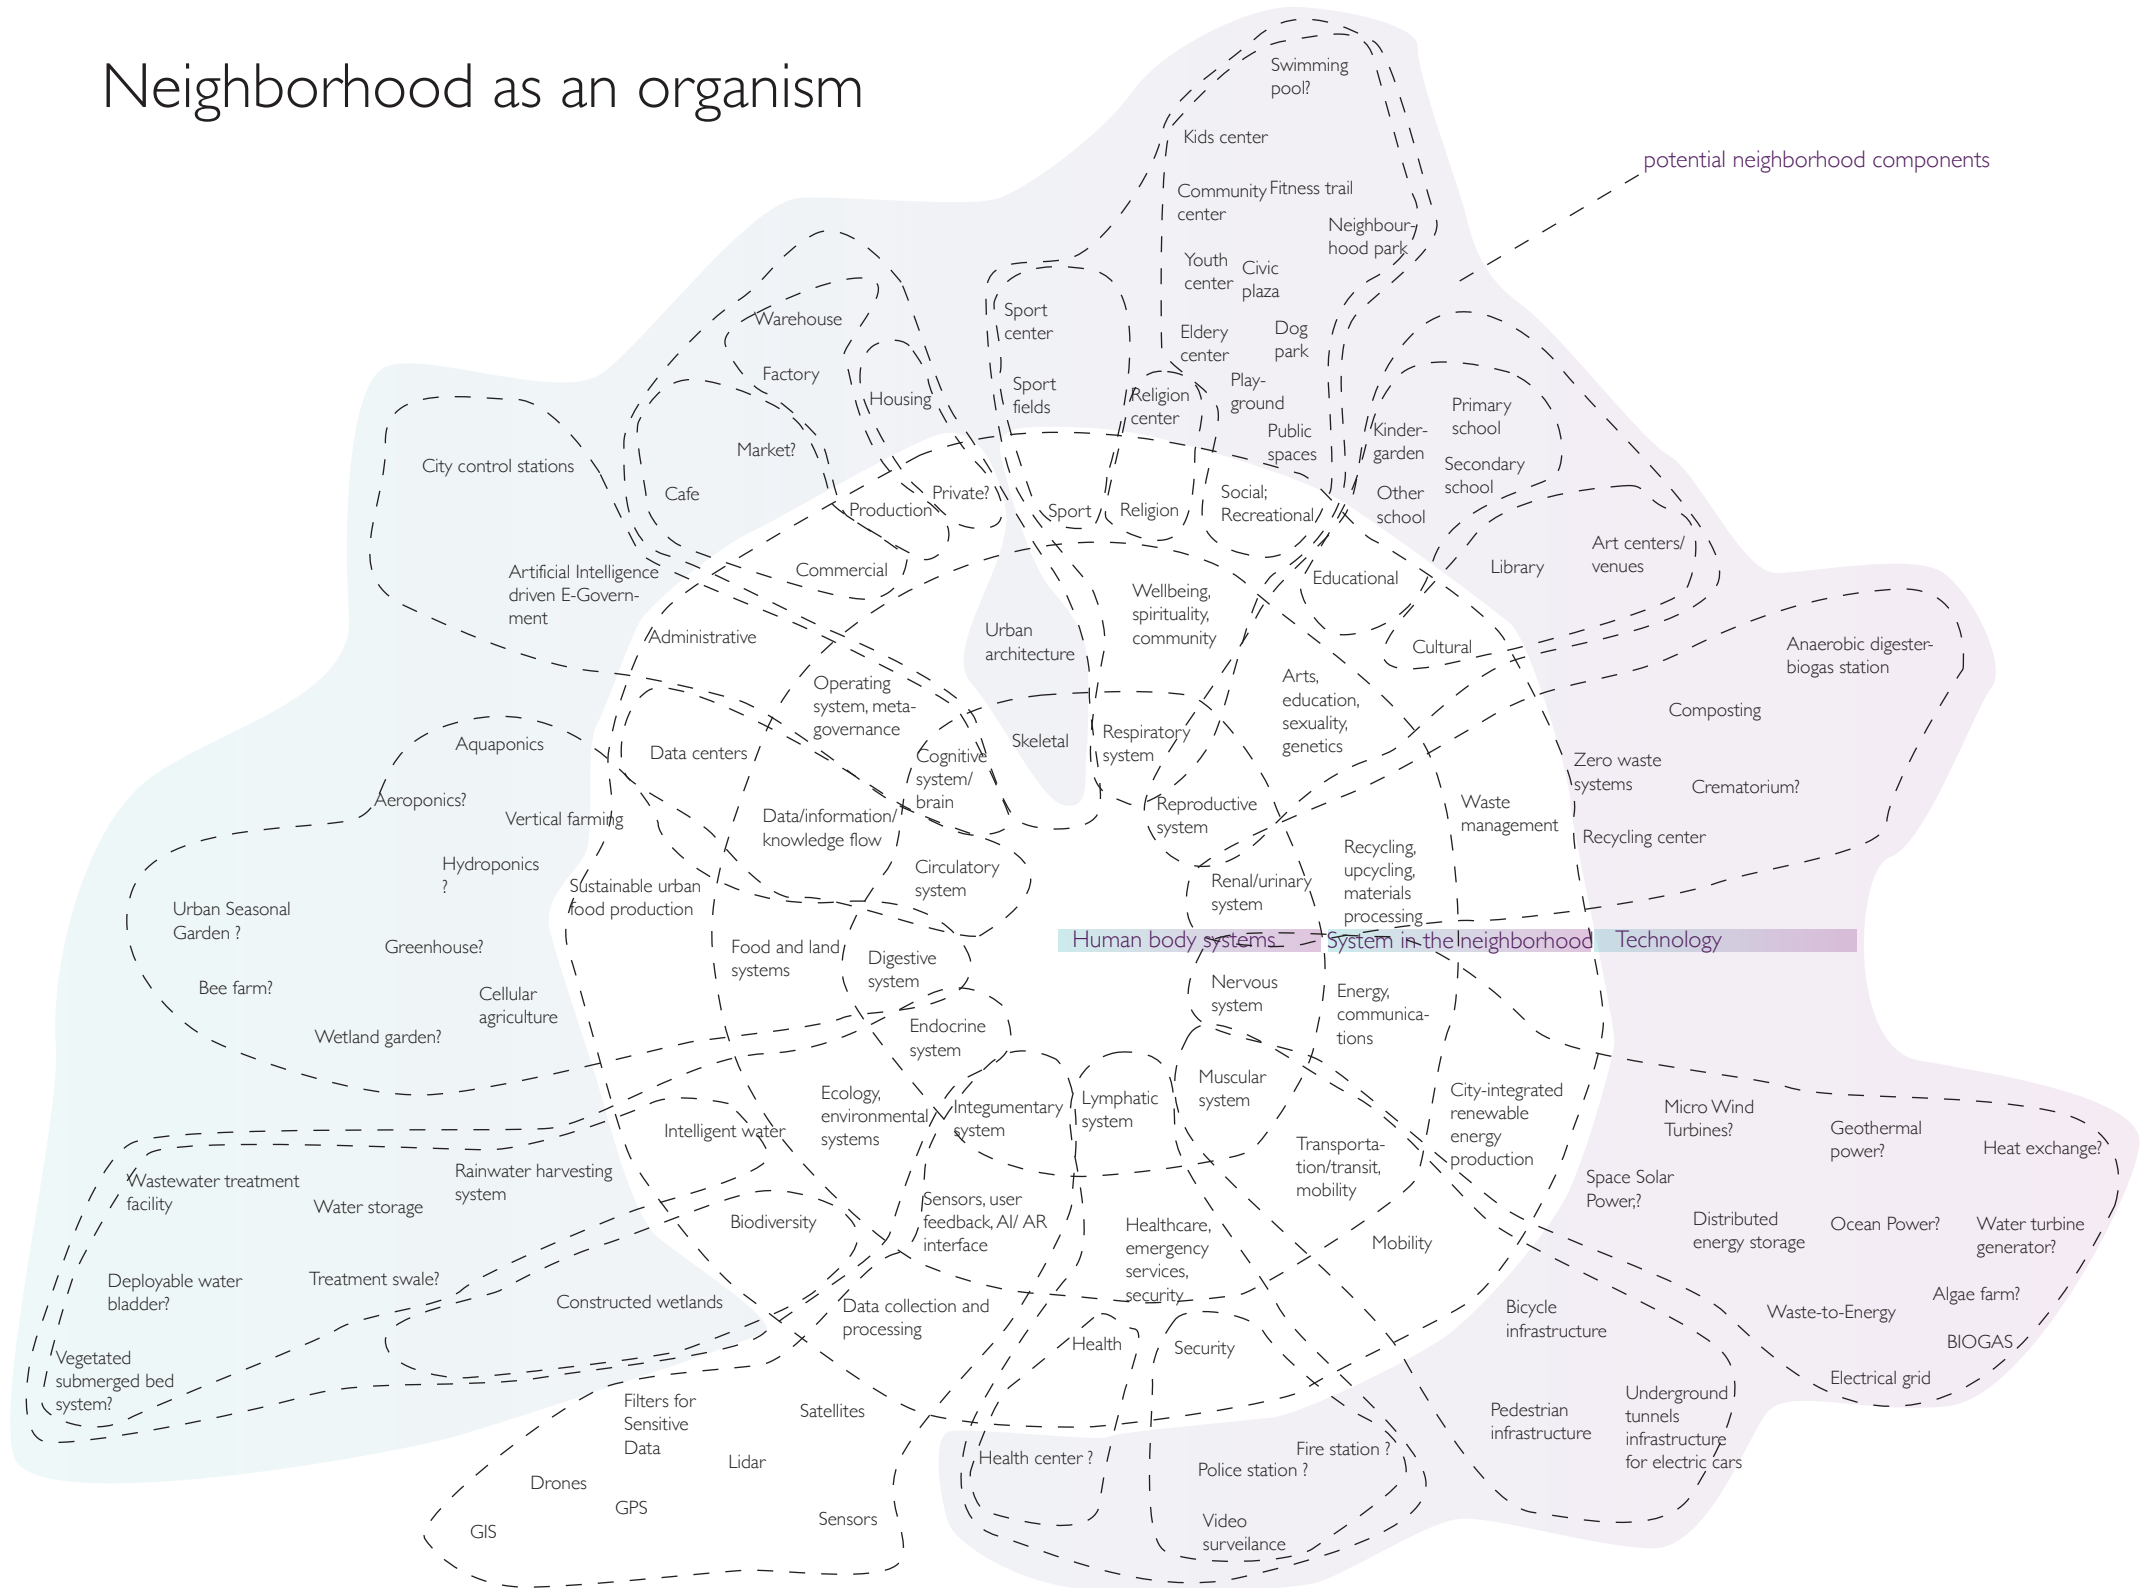 Neighborhood as an organism
potential neighborhood components
Swimming
pool?
Kids center
Community
center
Fitness trail
Neighbour-
hood park
Youth
center
Civic
plaza
Eldery
center
Dog
park
Play-
ground
Public
spaces
Sport
center
Sport
fields
Religion
center
Warehouse
Factory
Housing
Market?
Cafe
City control stations
Artificial Intelligence
driven E-Govern-
ment
Primary
school
Kinder-
garden
Secondary
school
Other
school
Library
Art centers/
venues
Private?
Production
Commercial
Administrative
Sport
Religion
Social;
Recreational
Educational
Cultural
Urban
architecture
Wellbeing,
spirituality,
community
Arts,
education,
sexuality,
genetics
Operating
system, meta-
governance
Cognitive
system/
brain
Skeletal
Respiratory
system
Reproductive
system
Data centers
Data/information/
knowledge flow
Circulatory
system
Renal/urinary
system
Recycling,
upcycling,
materials
processing
Waste
management
Anaerobic digester-
biogas station
Composting
Zero waste
systems
Crematorium?
Recycling center
Aquaponics
Aeroponics?
Vertical farming
Hydroponics
?
Urban Seasonal
Garden ?
Greenhouse?
Bee farm?
Cellular
agriculture
Wetland garden?
Sustainable urban
food production
Food and land
systems
Digestive
system
Human body systems
System in the neighborhood
Technology
Nervous
system
Energy,
communica-
tions
Endocrine
system
Ecology,
environmental
systems
Integumentary
system
Lymphatic
system
Muscular
system
Transporta-
tion/transit,
mobility
City-integrated
renewable
energy
production
Micro Wind
Turbines?
Geothermal
power?
Heat exchange?
Space Solar
Power,?
Distributed
energy storage
Ocean Power?
Water turbine
generator?
Algae farm?
Waste-to-Energy
BIOGAS
Electrical grid
Intelligent water
Wastewater treatment
facility
Water storage
Rainwater harvesting
system
Deployable water
bladder?
Treatment swale?
Constructed wetlands
Vegetated
submerged bed
system?
Biodiversity
Sensors, user
feedback, AI/ AR
interface
Healthcare,
emergency
services,
security
Mobility
Data collection and
processing
Health
Security
Bicycle
infrastructure
Pedestrian
infrastructure
Underground
tunnels
infrastructure
for electric cars
Filters for
Sensitive
Data
Satellites
Lidar
Drones
GPS
GIS
Sensors
Health center ?
Fire station ?
Police station ?
Video
surveilance